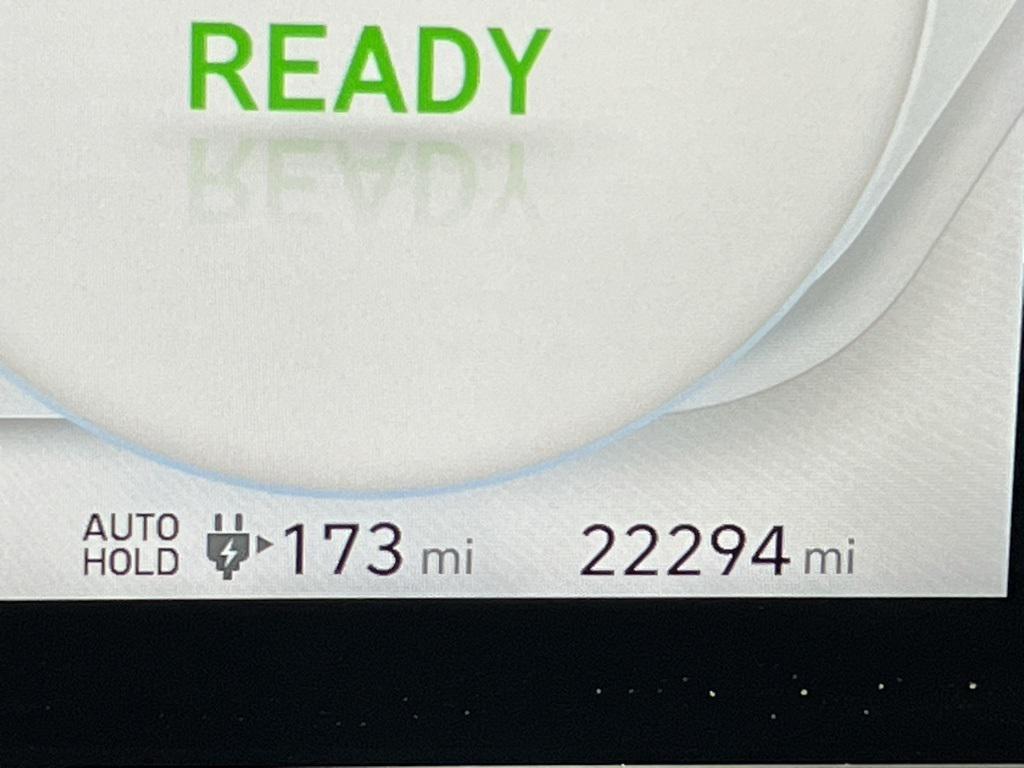 READY
AUTO
HOLD
173 mi
22294 mi